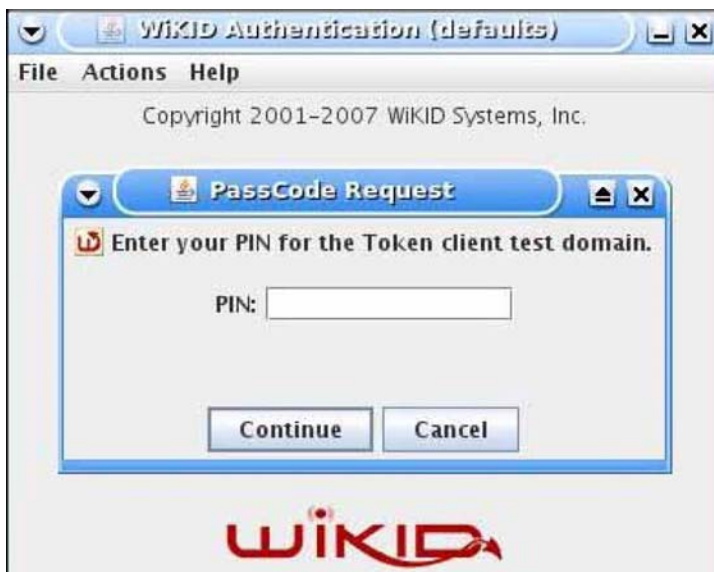 WiKID Authentication (defaults)
File Actions Help
Copyright 2001-2007 WiKID Systems, Inc.
PassCode Request
Enter your PIN for the Token client test domain.
PIN:
Continue Cancel
WiKID